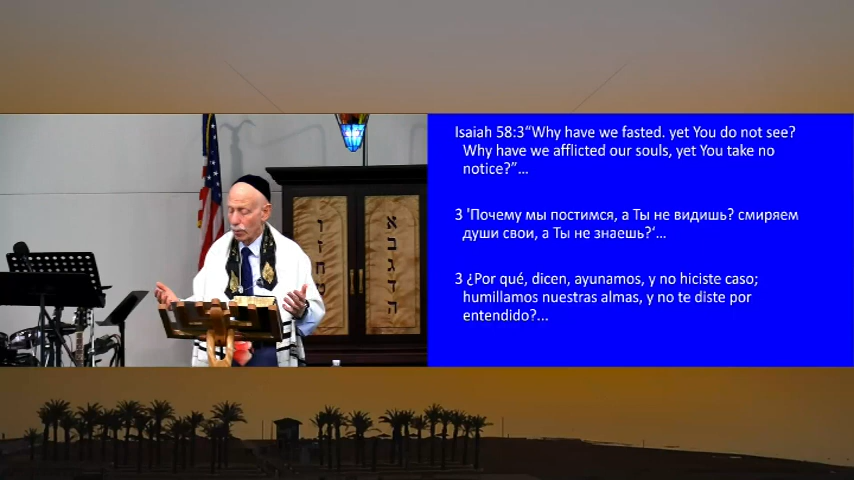 Isaiah 58:3“Why have we fasted. yet You do not see?
Why have we afflicted our souls, yet You take no
notice?”...
3 'Почему мы постимся, а Ты не видишь? смиряем
души свои, а Ты не знаешь?‘...
3 ¿Por qué, dicen, ayunamos, y no hiciste caso;
humillamos nuestras almas, y no te diste por
entendido?...
א
ב
ג
ד
ה
ו
ז
ח